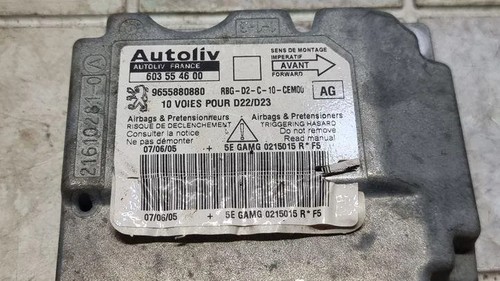 Autoliv
AUTOLIV FRANCE
603 55 46 00
SENS DE MONTAGE
IMPERATIF
AVANT
FORWARD
9655880880 RBG-D2-C-10-CEMOU AG
10 VOIES POUR D22/D23
Airbags & Pretensionneurs
RISQUE DE DECLENCHEMENT
Consulter la notice
Ne pas démonter
Airbags & Pretensioners
TRIGGERING HAZARD
Do not remove
Read manual
07/06/05 + 5E GAMG 0215015 R* F5
07/06/05 + 5E GAMG 0215015 R* F5